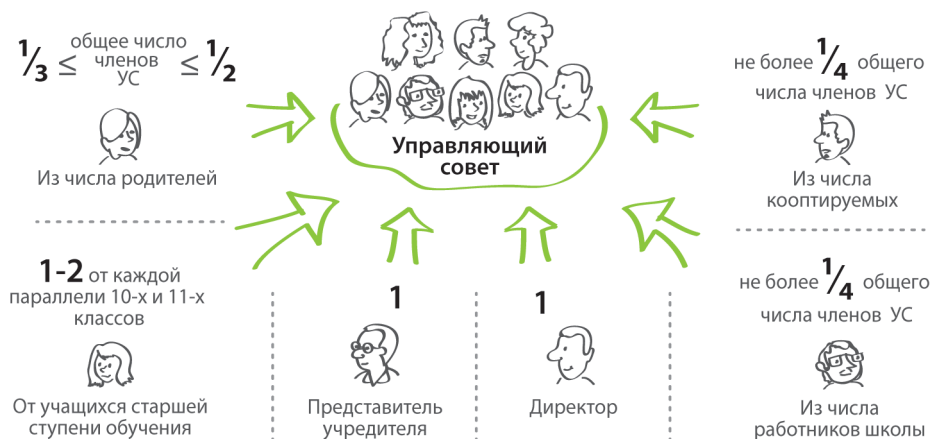 1/3 ≤ общее число членов УС ≤ 1/2
Из числа родителей
Управляющий
совет
не более 1/4 общего
числа членов УС
Из числа
кооптируемых
1-2 от каждой
параллели 10-х и 11-х
классов
От учащихся старшей
ступени обучения
1
Представитель
учредителя
1
Директор
не более 1/4 общего
числа членов УС
Из числа
работников школы